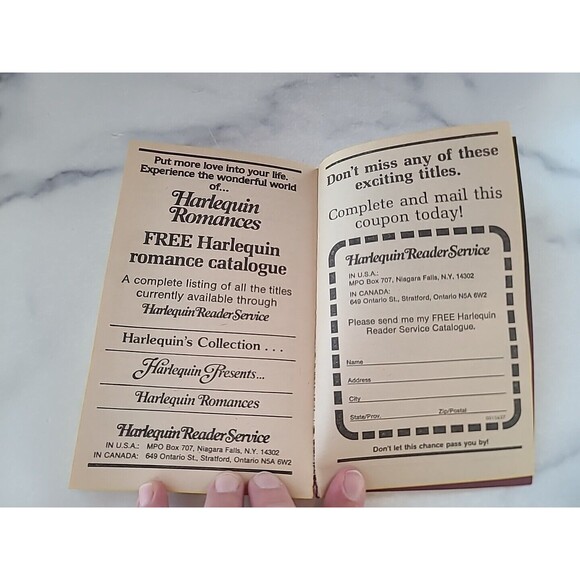 Put more love into your life.
Experience the wonderful world
of...
Harlequin
Romances
FREE Harlequin
romance catalogue
A complete listing of all the titles
currently available through
Harlequin Reader Service
Harlequin's Collection . . .
Harlequin Presents...
Harlequin Romances
Harlequin Reader Service
IN U.S.A.: MPO Box 707, Niagara Falls, N.Y. 14302
IN CANADA: 649 Ontario St., Stratford, Ontario N5A 6W2
Don't miss any of these
exciting titles.
Complete and mail this
coupon today!
Harlequin Reader Service
IN U.S.A.:
MPO Box 707, Niagara Falls, N.Y. 14302
IN CANADA:
649 Ontario St., Stratford, Ontario N5A 6W2
Please send me my FREE Harlequin
Reader Service Catalogue.
Name
Address
City
State/Prov. Zip/Postal
Don't let this chance pass you by!